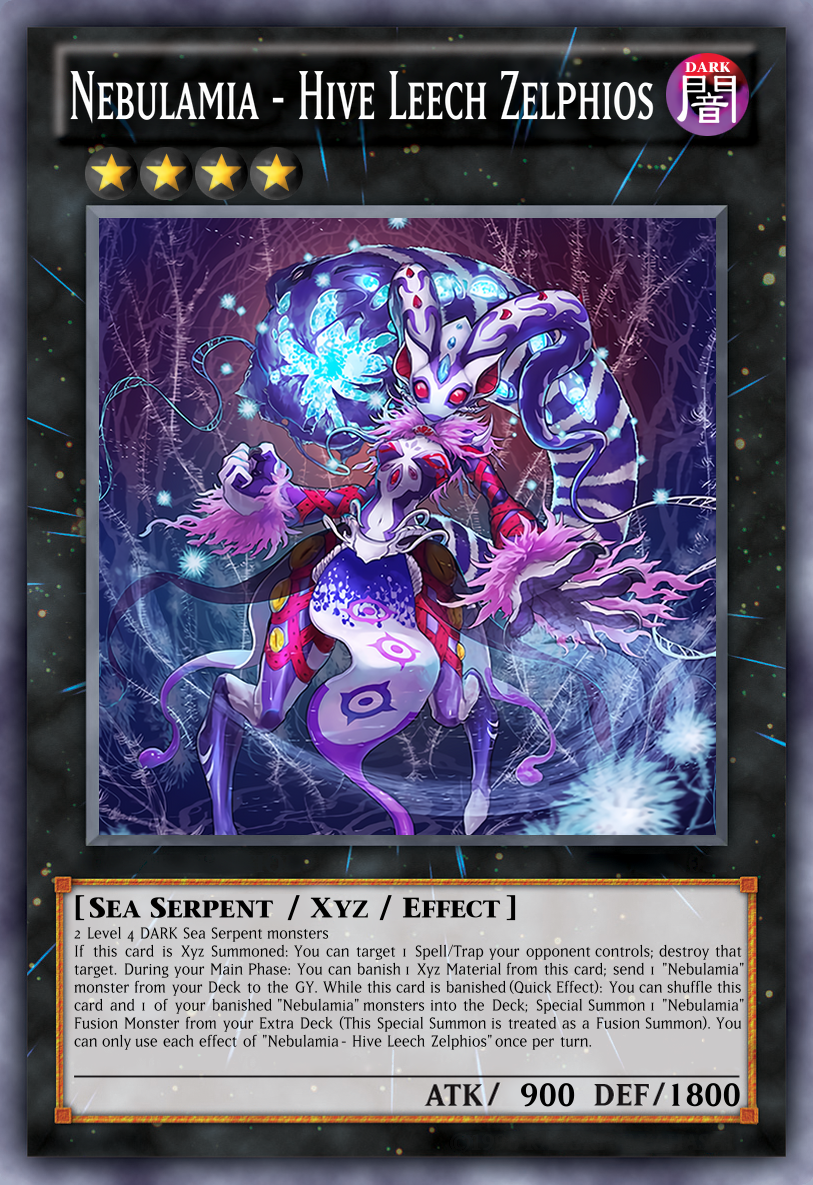 Nebulamia - Hive Leech Zelphios
DARK
闇
[ Sea Serpent / Xyz / Effect ]
2 Level 4 DARK Sea Serpent monsters
If this card is Xyz Summoned: You can target 1 Spell/Trap your opponent controls; destroy that
target. During your Main Phase: You can banish 1 Xyz Material from this card; send 1 "Nebulamia"
monster from your Deck to the GY. While this card is banished (Quick Effect): You can shuffle this
card and 1 of your banished "Nebulamia" monsters into the Deck; Special Summon 1 "Nebulamia"
Fusion Monster from your Extra Deck (This Special Summon is treated as a Fusion Summon). You
can only use each effect of "Nebulamia - Hive Leech Zelphios" once per turn.
ATK/ 900 DEF/1800